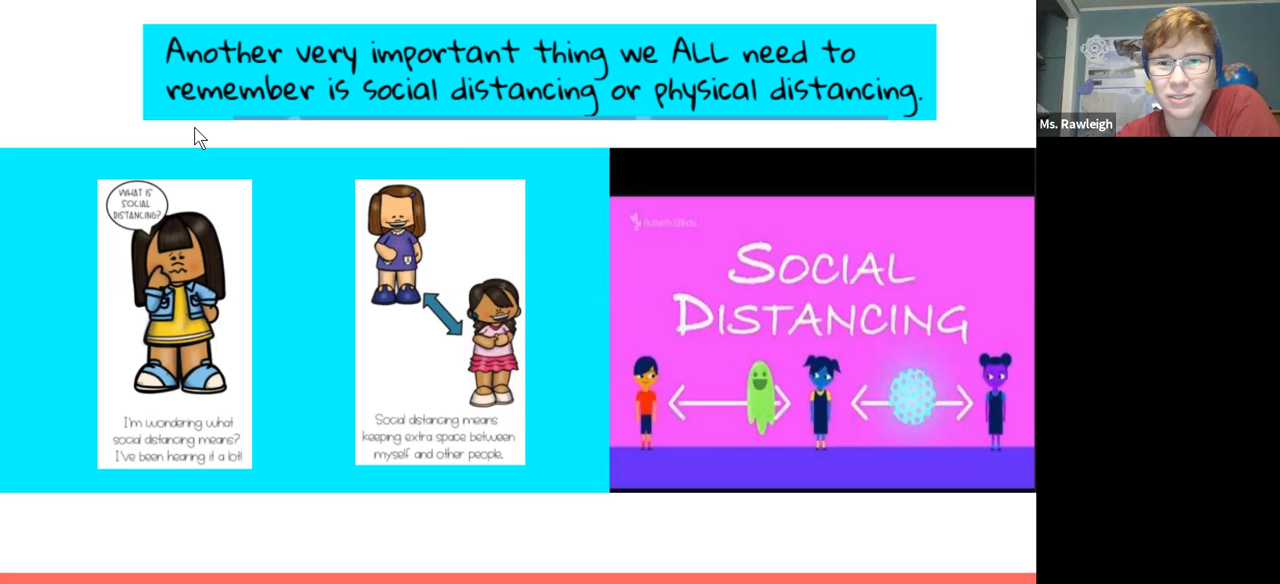 Another very important thing we ALL need to
remember is social distancing or physical distancing.
Ms. Rawleigh
WHAT IS
SOCIAL
DISTANCING?
I'm wondering what
social distancing means?
I've been hearing it a lot!
Social distancing means
keeping extra space between
myself and other people.
SOCIAL
DISTANCING